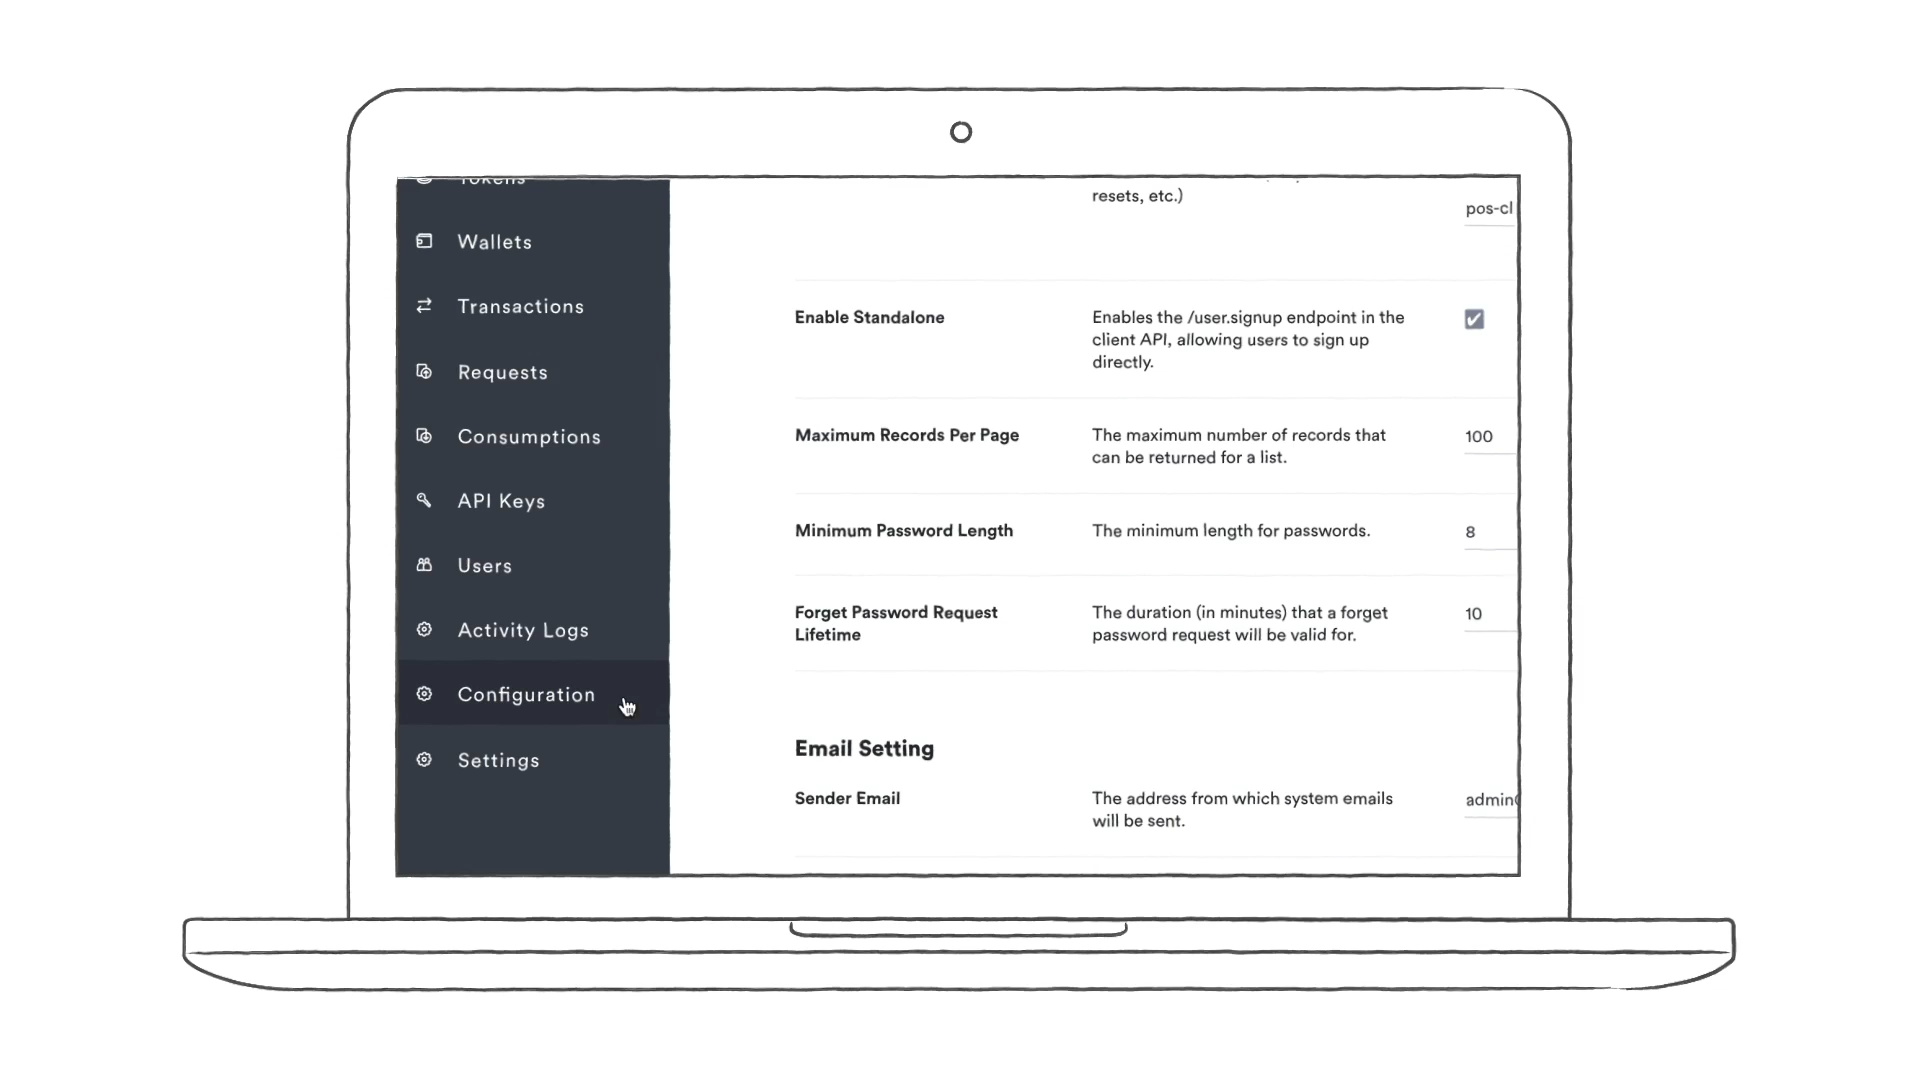 Tokens
Wallets
Transactions
Requests
Consumptions
API Keys
Users
Activity Logs
Configuration
Settings
resets, etc.)
pos-cl
Enable Standalone
Enables the /user.signup endpoint in the
client API, allowing users to sign up
directly.
Maximum Records Per Page
The maximum number of records that
can be returned for a list.
100
Minimum Password Length
The minimum length for passwords.
8
Forget Password Request
Lifetime
The duration (in minutes) that a forget
password request will be valid for.
10
Email Setting
Sender Email
The address from which system emails
will be sent.
admin